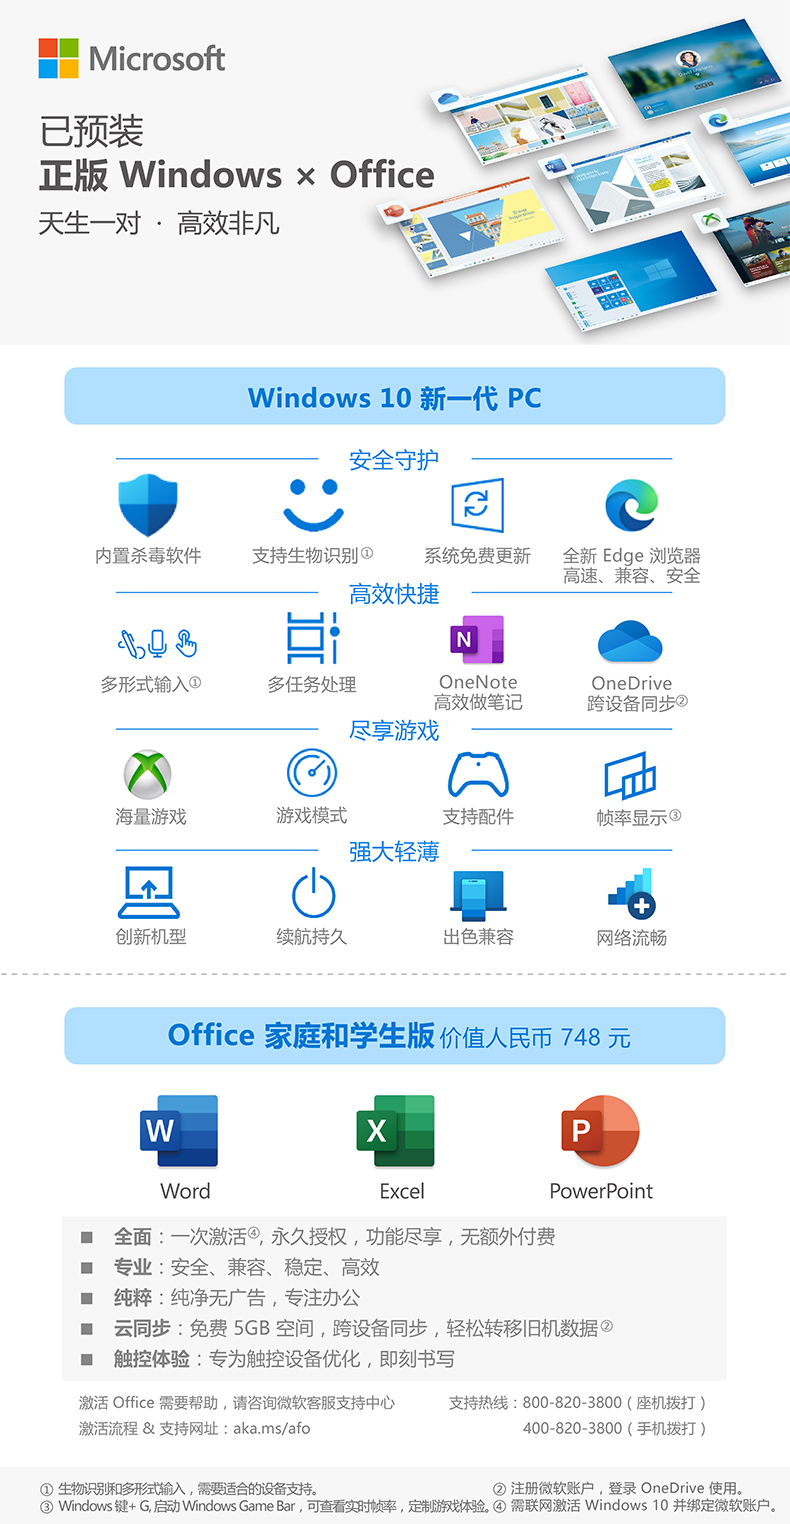 Microsoft
已预装
正版 Windows × Office
天生一对 · 高效非凡
Windows 10 新一代 PC
安全守护
内置杀毒软件
支持生物识别①
系统免费更新
全新 Edge 浏览器
高速、兼容、安全
高效快捷
多形式输入①
多任务处理
N
OneNote
高效做笔记
OneDrive
跨设备同步②
尽享游戏
海量游戏
游戏模式
支持配件
帧率显示③
强大轻薄
创新机型
续航持久
出色兼容
网络流畅
Office 家庭和学生版 价值人民币 748 元
W
X
P
Word
Excel
PowerPoint
■ 全面：一次激活④, 永久授权，功能尽享，无额外付费
■ 专业：安全、兼容、稳定、高效
■ 纯粹：纯净无广告，专注办公
■ 云同步：免费 5GB 空间，跨设备同步，轻松转移旧机数据②
■ 触控体验：专为触控设备优化，即刻书写
激活 Office 需要帮助，请咨询微软客服支持中心
支持热线：800-820-3800（座机拨打）
激活流程 & 支持网址：aka.ms/afo
400-820-3800（手机拨打）
① 生物识别和多形式输入，需要适合的设备支持。
② 注册微软账户，登录 OneDrive 使用。
③ Windows 键+ G, 启动 Windows Game Bar，可查看实时帧率，定制游戏体验。
④ 需联网激活 Windows 10 并绑定微软账户。